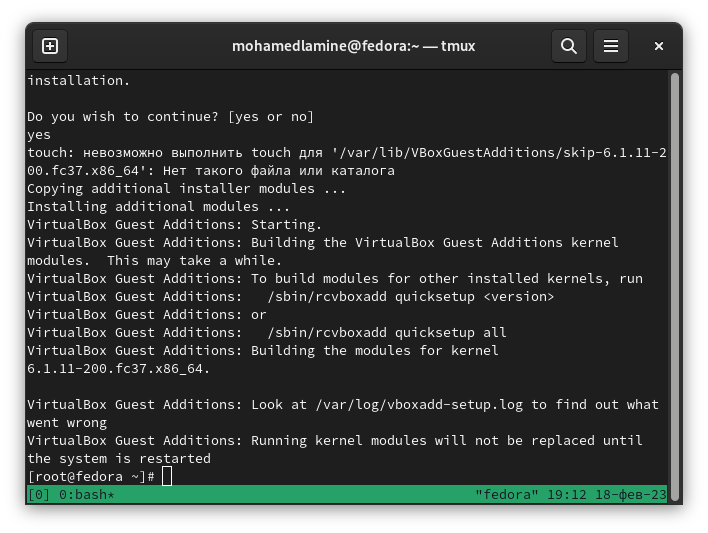 mohamedlamine@fedora:~ — tmux
installation.
Do you wish to continue? [yes or no]
yes
touch: невозможно выполнить touch для '/var/lib/VBoxGuestAdditions/skip-6.1.11-2
00.fc37.x86_64': Нет такого файла или каталога
Copying additional installer modules ...
Installing additional modules ...
VirtualBox Guest Additions: Starting.
VirtualBox Guest Additions: Building the VirtualBox Guest Additions kernel
modules.  This may take a while.
VirtualBox Guest Additions: To build modules for other installed kernels, run
VirtualBox Guest Additions:   /sbin/rcvboxadd quicksetup <version>
VirtualBox Guest Additions: or
VirtualBox Guest Additions:   /sbin/rcvboxadd quicksetup all
VirtualBox Guest Additions: Building the modules for kernel
6.1.11-200.fc37.x86_64.
VirtualBox Guest Additions: Look at /var/log/vboxadd-setup.log to find out what
went wrong
VirtualBox Guest Additions: Running kernel modules will not be replaced until
the system is restarted
[root@fedora ~]#
[0] 0:bash* "fedora" 19:12 18-фев-23